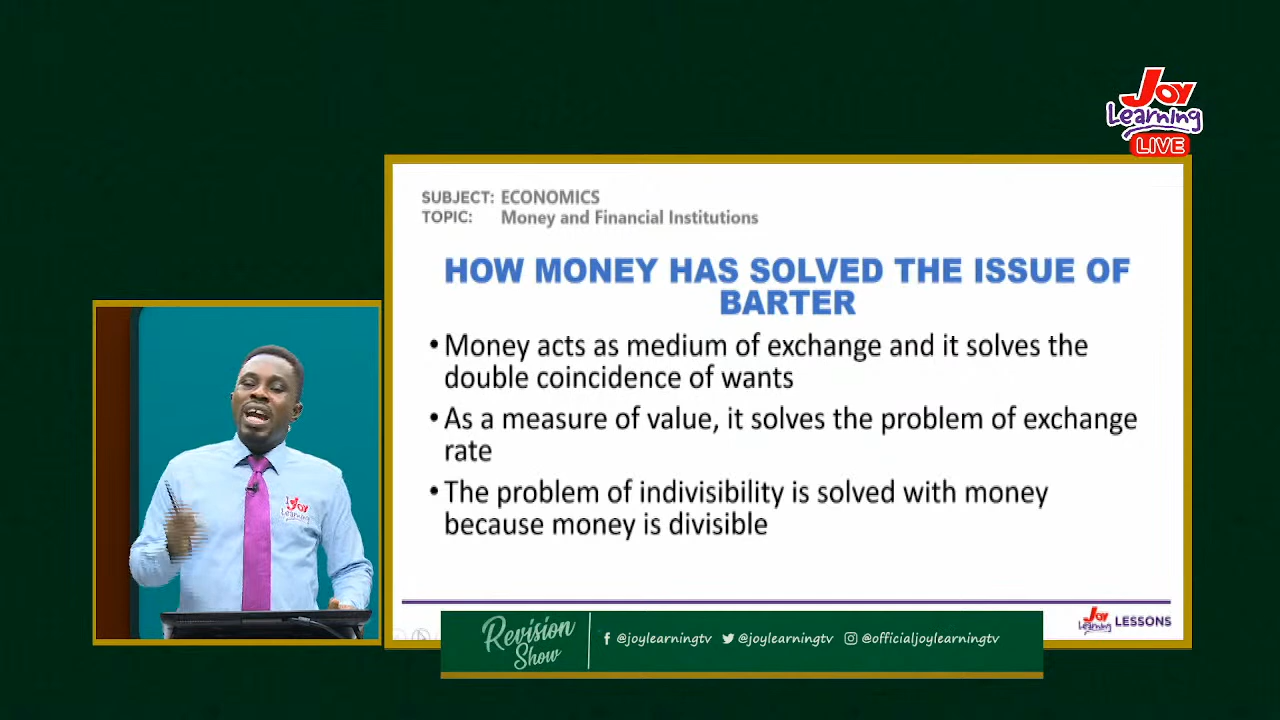 Joy
Learning
LIVE
SUBJECT: ECONOMICS
TOPIC: Money and Financial Institutions
HOW MONEY HAS SOLVED THE ISSUE OF
BARTER
• Money acts as medium of exchange and it solves the
double coincidence of wants
• As a measure of value, it solves the problem of exchange
rate
• The problem of indivisibility is solved with money
because money is divisible
Joy
Learning
Joy
Learning LESSONS
Revision
Show
@joylearningtv @joylearningtv @officialjoylearningtv